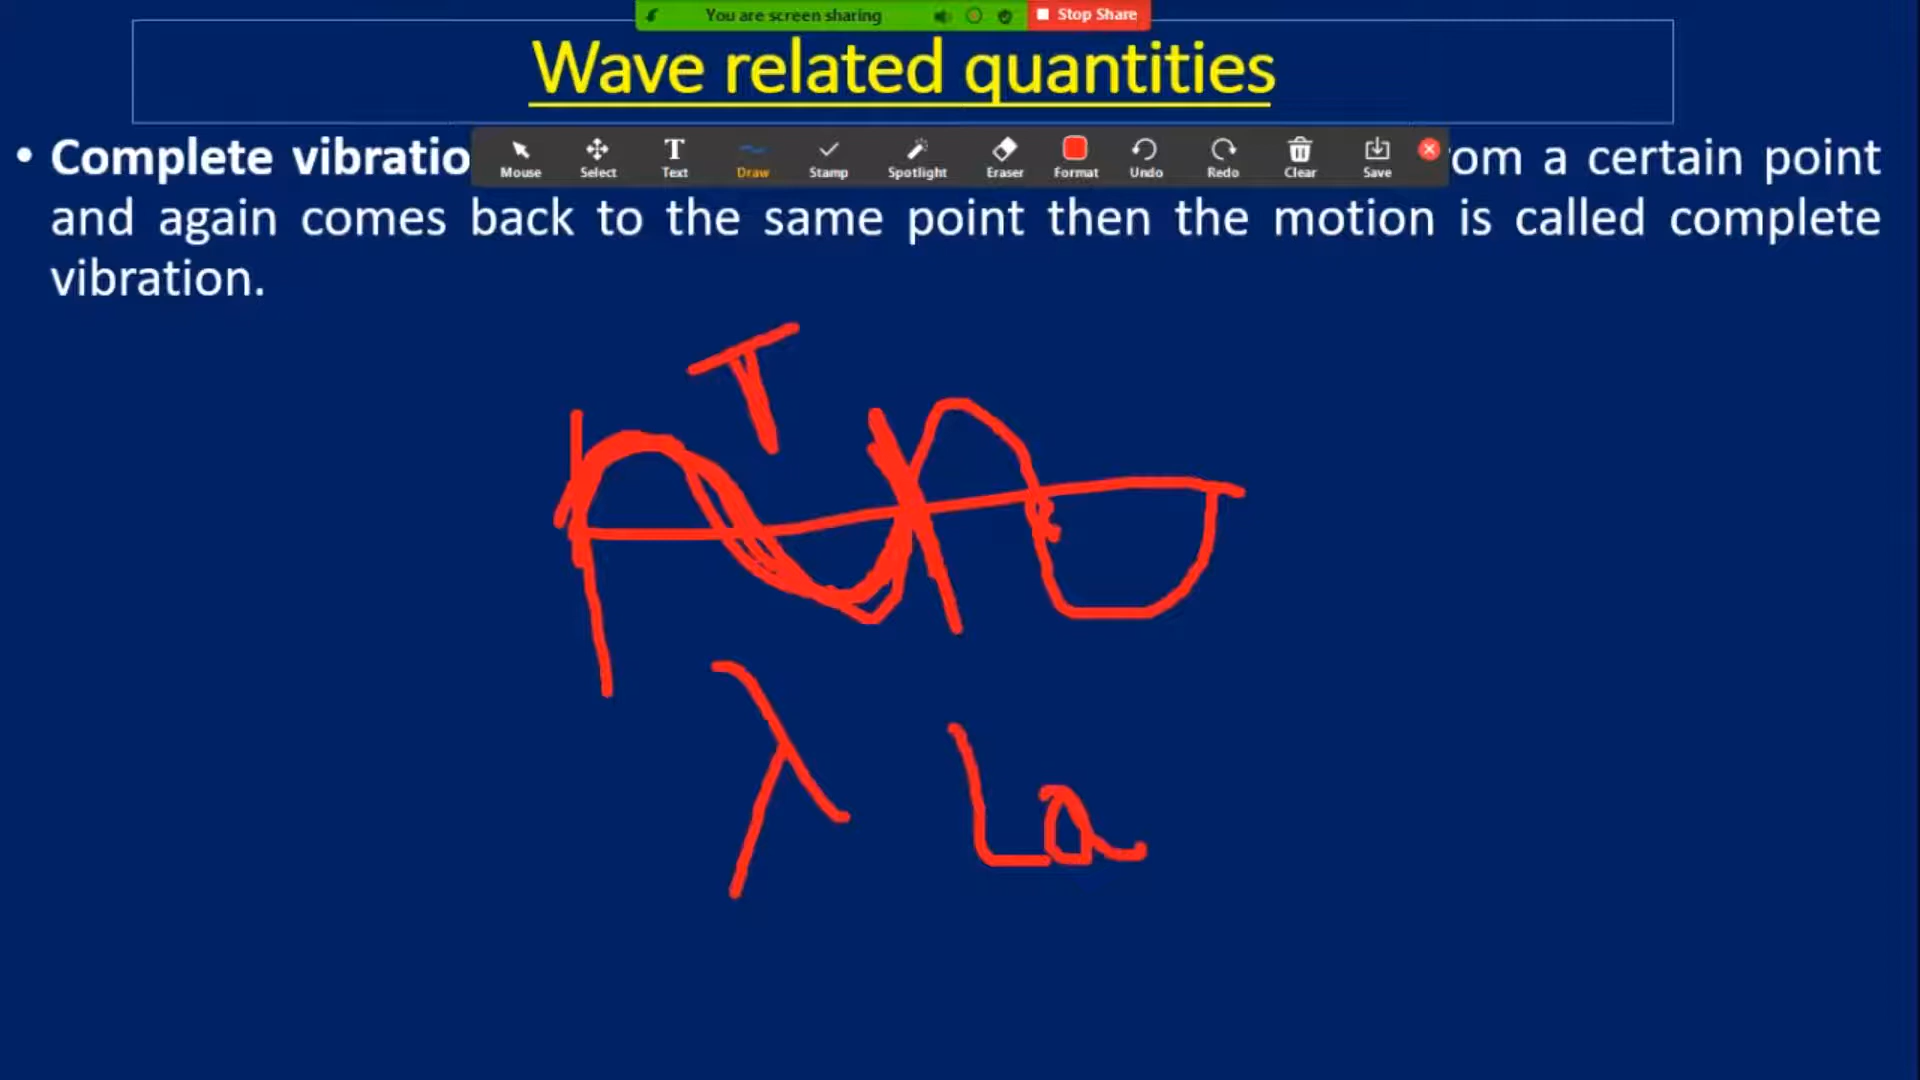 You are screen sharing Stop Share
Wave related quantities
Mouse Select Text Draw Stamp Spotlight Eraser Format Undo Redo Clear Save
• Complete vibratio rom a certain point
and again comes back to the same point then the motion is called complete
vibration.
T
λ La